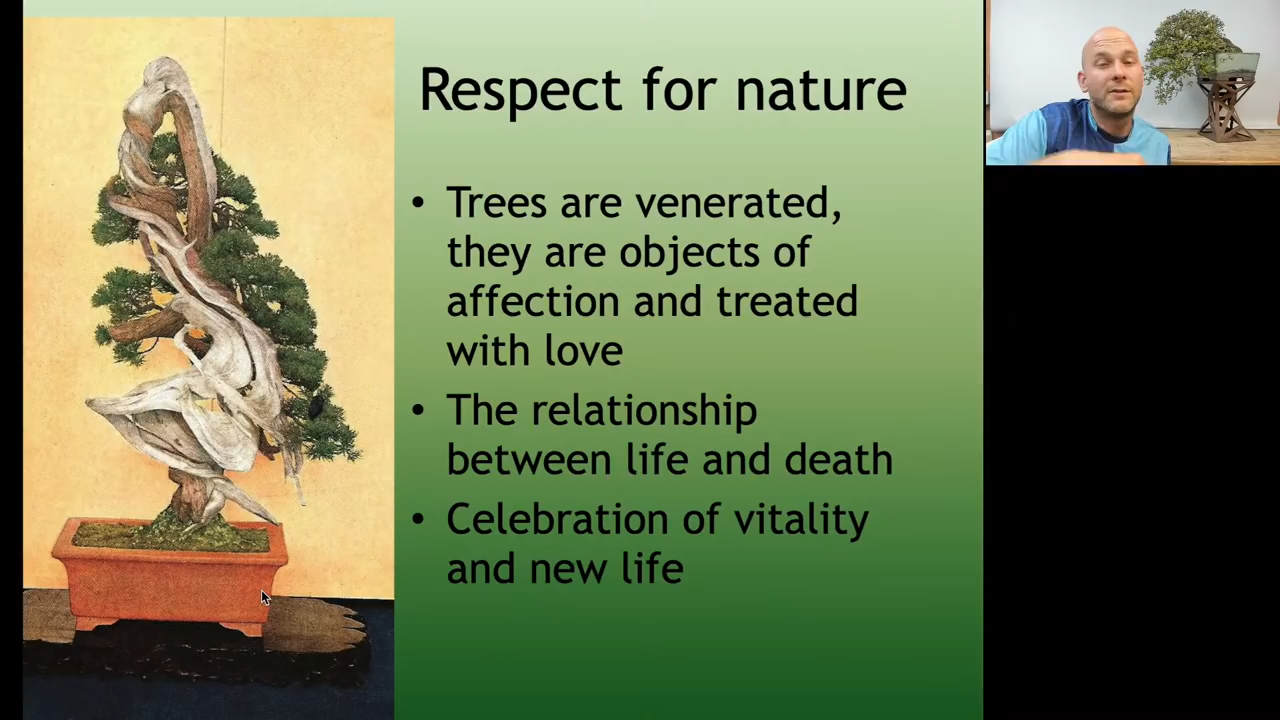 Respect for nature
• Trees are venerated,
they are objects of
affection and treated
with love
• The relationship
between life and death
• Celebration of vitality
and new life